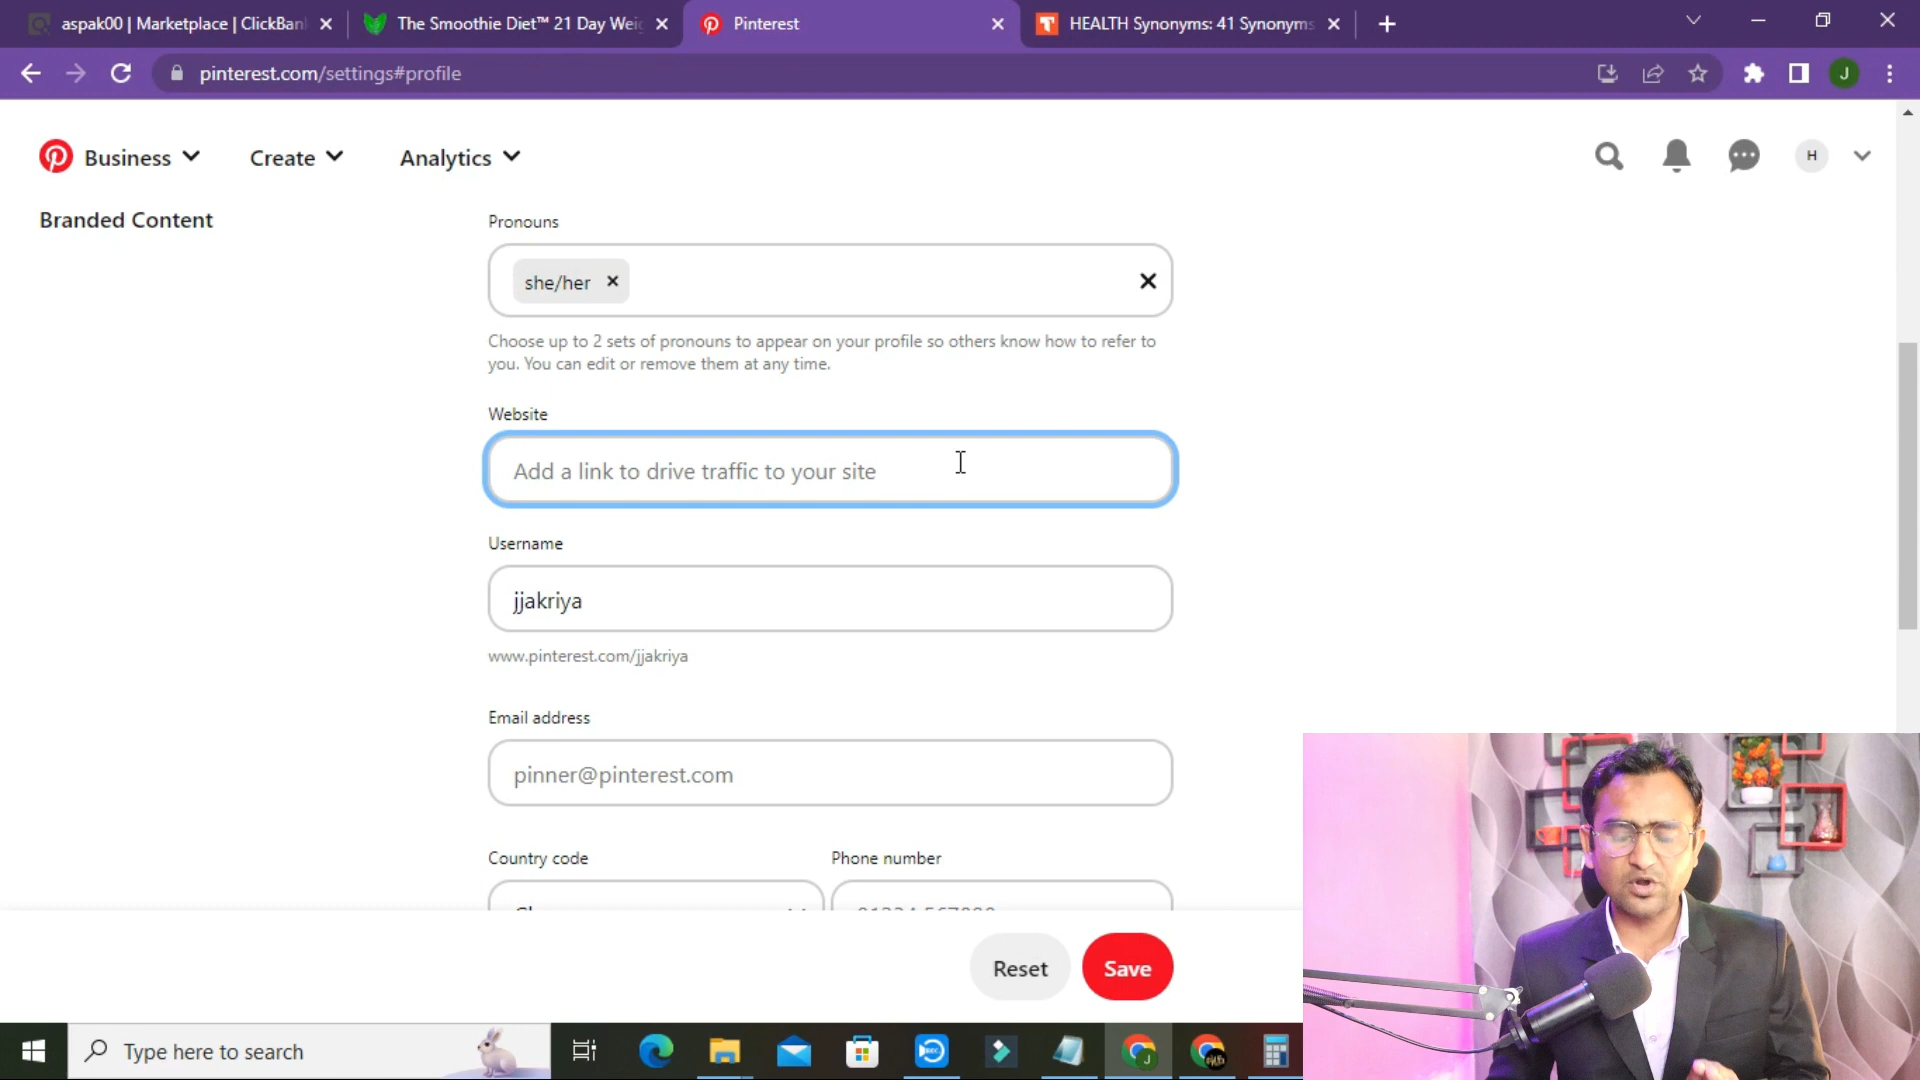 aspak00 | Marketplace | ClickBan
The Smoothie Diet™ 21 Day Wei
Pinterest
HEALTH Synonyms: 41 Synonyms
pinterest.com/settings#profile
J
Business
Create
Analytics
H
Branded Content
Pronouns
she/her
Choose up to 2 sets of pronouns to appear on your profile so others know how to refer to
you. You can edit or remove them at any time.
Website
Add a link to drive traffic to your site
Username
jjakriya
www.pinterest.com/jjakriya
Email address
pinner@pinterest.com
Country code
Phone number
Reset
Save
Type here to search
REC
J